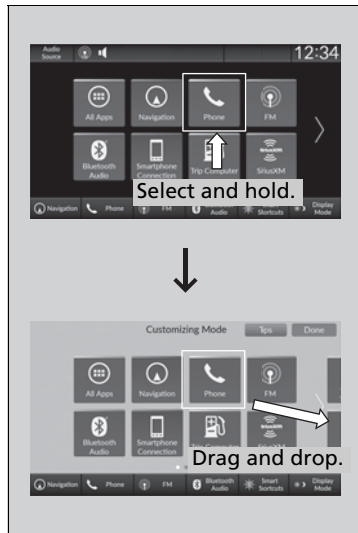 Audio
Source
12:34
All Apps
Navigation
Phone
FM
Bluetooth
Audio
Smartphone
Connection
Trip Computer
SiriusXM
Select and hold.
Navigation
Phone
FM
Bluetooth
Audio
Smart
Shortcuts
Display
Mode
Customizing Mode
Tips
Done
All Apps
Navigation
Phone
FM
Bluetooth
Audio
Smartphone
Connection
Drag and drop.
Navigation
Phone
FM
Bluetooth
Audio
Smart
Shortcuts
Display
Mode